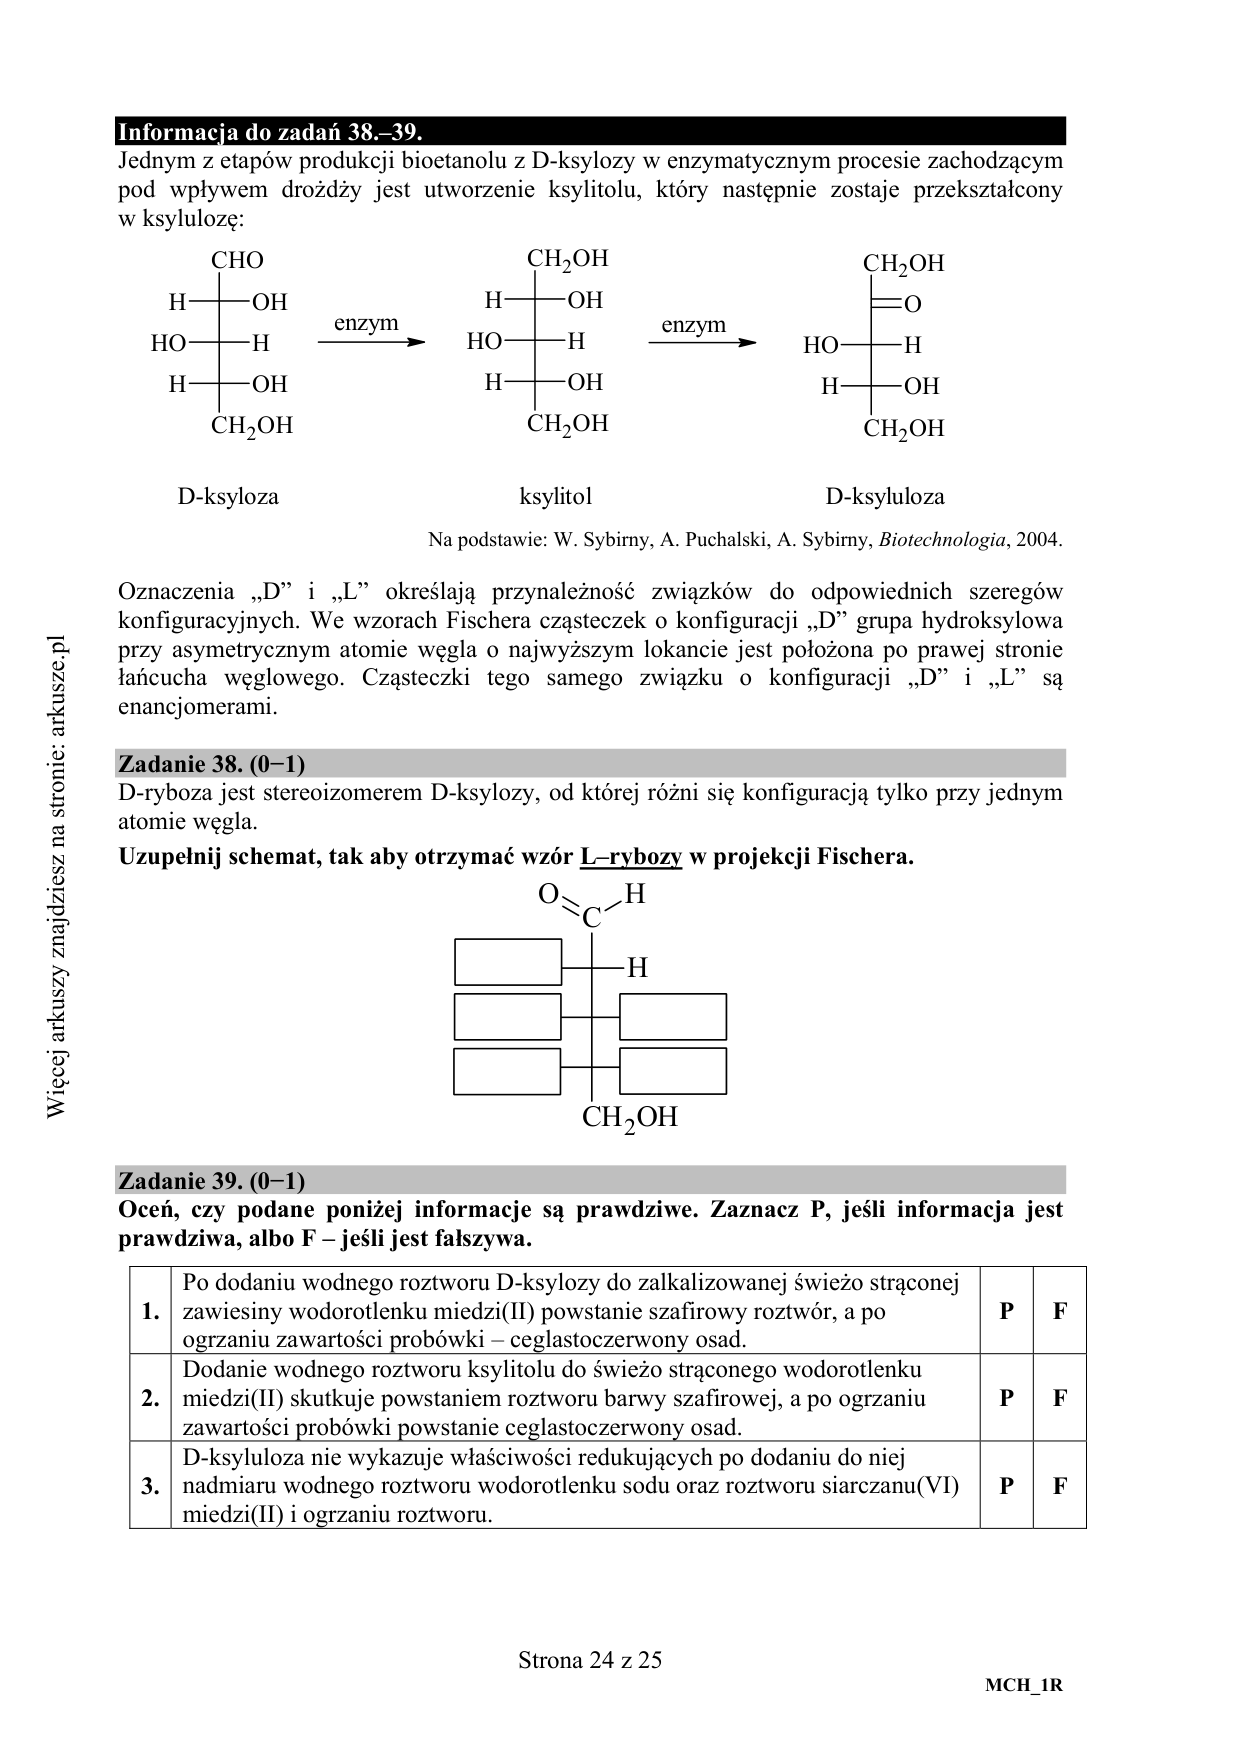 Informacja do zadań 38.–39.
Jednym z etapów produkcji bioetanolu z D-ksylozy w enzymatycznym procesie zachodzącym
pod wpływem drożdży jest utworzenie ksylitolu, który następnie zostaje przekształcony
w ksylulozę:
CHO
H OH
HO H
H OH
CH2OH
enzym
CH2OH
H OH
HO H
H OH
CH2OH
enzym
CH2OH
O
HO H
H OH
CH2OH
D-ksyloza ksylitol D-ksyluloza
Na podstawie: W. Sybirny, A. Puchalski, A. Sybirny, Biotechnologia, 2004.
Oznaczenia „D” i „L” określają przynależność związków do odpowiednich szeregów
konfiguracyjnych. We wzorach Fischera cząsteczek o konfiguracji „D” grupa hydroksylowa
przy asymetrycznym atomie węgla o najwyższym lokancie jest położona po prawej stronie
łańcucha węglowego. Cząsteczki tego samego związku o konfiguracji „D” i „L” są
enancjomerami.
Zadanie 38. (0−1)
D-ryboza jest stereoizomerem D-ksylozy, od której różni się konfiguracją tylko przy jednym
atomie węgla.
Uzupełnij schemat, tak aby otrzymać wzór L–rybozy w projekcji Fischera.
O H
C
H
CH2OH
Zadanie 39. (0−1)
Oceń, czy podane poniżej informacje są prawdziwe. Zaznacz P, jeśli informacja jest
prawdziwa, albo F – jeśli jest fałszywa.
1. Po dodaniu wodnego roztworu D-ksylozy do zalkalizowanej świeżo strąconej
zawiesiny wodorotlenku miedzi(II) powstanie szafirowy roztwór, a po P F
ogrzaniu zawartości probówki – ceglastoczerwony osad.
2. Dodanie wodnego roztworu ksylitolu do świeżo strąconego wodorotlenku
miedzi(II) skutkuje powstaniem roztworu barwy szafirowej, a po ogrzaniu P F
zawartości probówki powstanie ceglastoczerwony osad.
3. D-ksyluloza nie wykazuje właściwości redukujących po dodaniu do niej
nadmiaru wodnego roztworu wodorotlenku sodu oraz roztworu siarczanu(VI) P F
miedzi(II) i ogrzaniu roztworu.
Strona 24 z 25
MCH_1R
Więcej arkuszy znajdziesz na stronie: arkusze.pl